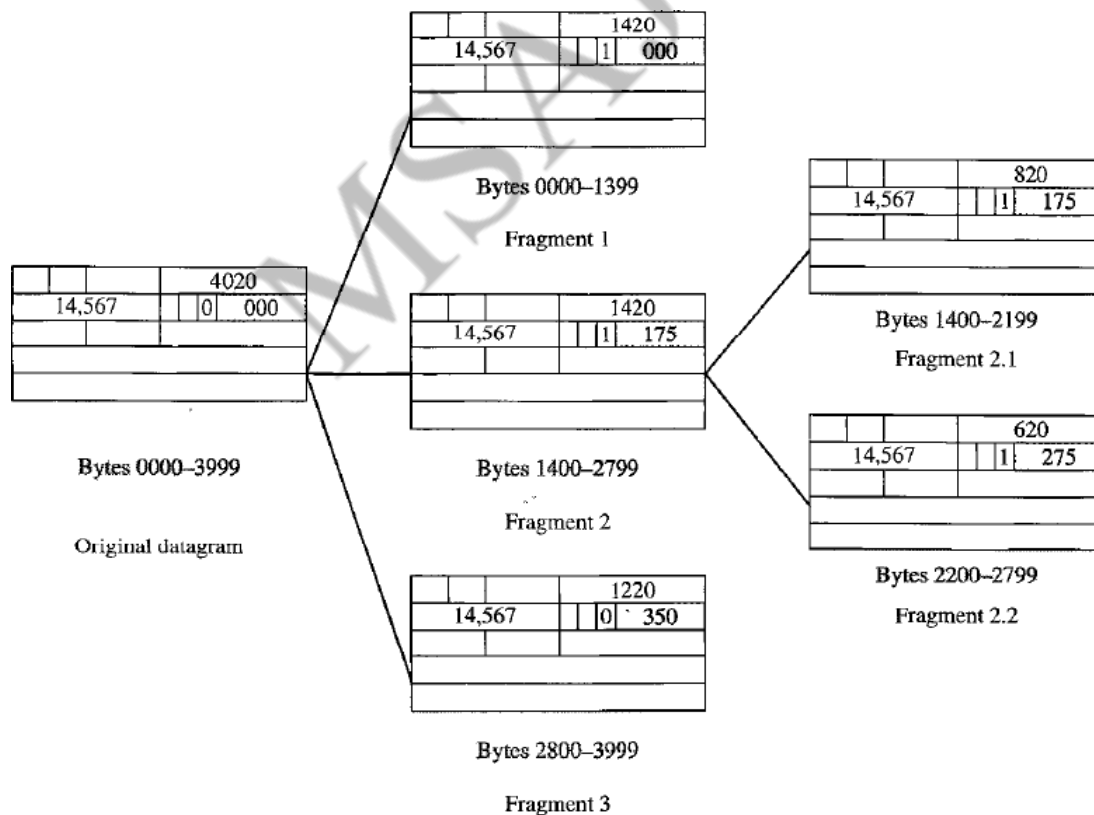 4020
14,567 0 000
Bytes 0000–3999
Original datagram
1420
14,567 1 000
Bytes 0000–1399
Fragment 1
1420
14,567 1 175
Bytes 1400–2799
Fragment 2
1220
14,567 0 350
Bytes 2800–3999
Fragment 3
820
14,567 1 175
Bytes 1400–2199
Fragment 2.1
620
14,567 1 275
Bytes 2200–2799
Fragment 2.2